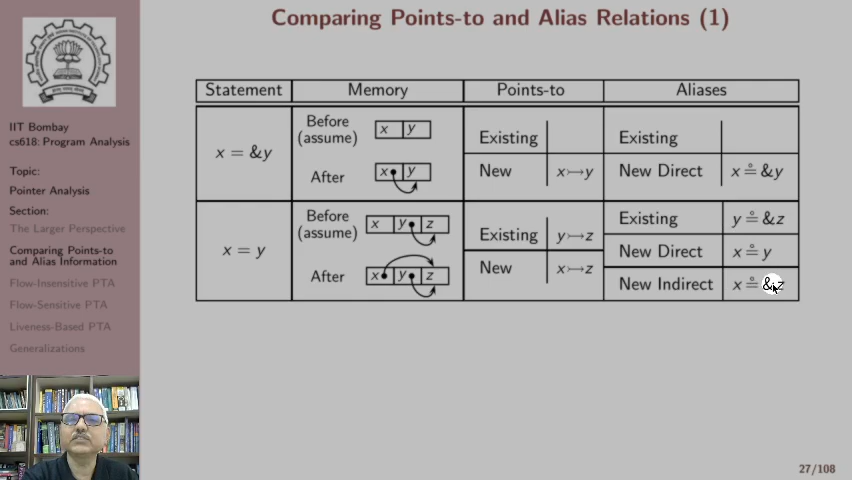 Comparing Points-to and Alias Relations (1)
IIT Bombay
cs618: Program Analysis
Topic:
Pointer Analysis
Section:
The Larger Perspective
Comparing Points-to
and Alias Information
Flow-Insensitive PTA
Flow-Sensitive PTA
Liveness-Based PTA
Generalizations
Statement Memory Points-to Aliases
x = &y
Before
(assume)
x y
After
x y
Existing
New x↣y
Existing
New Direct x ≗ &y
x = y
Before
(assume)
x y z
After
x y z
Existing y↣z
New x↣z
Existing y ≗ &z
New Direct x ≗ y
New Indirect x ≗ &z
27/108